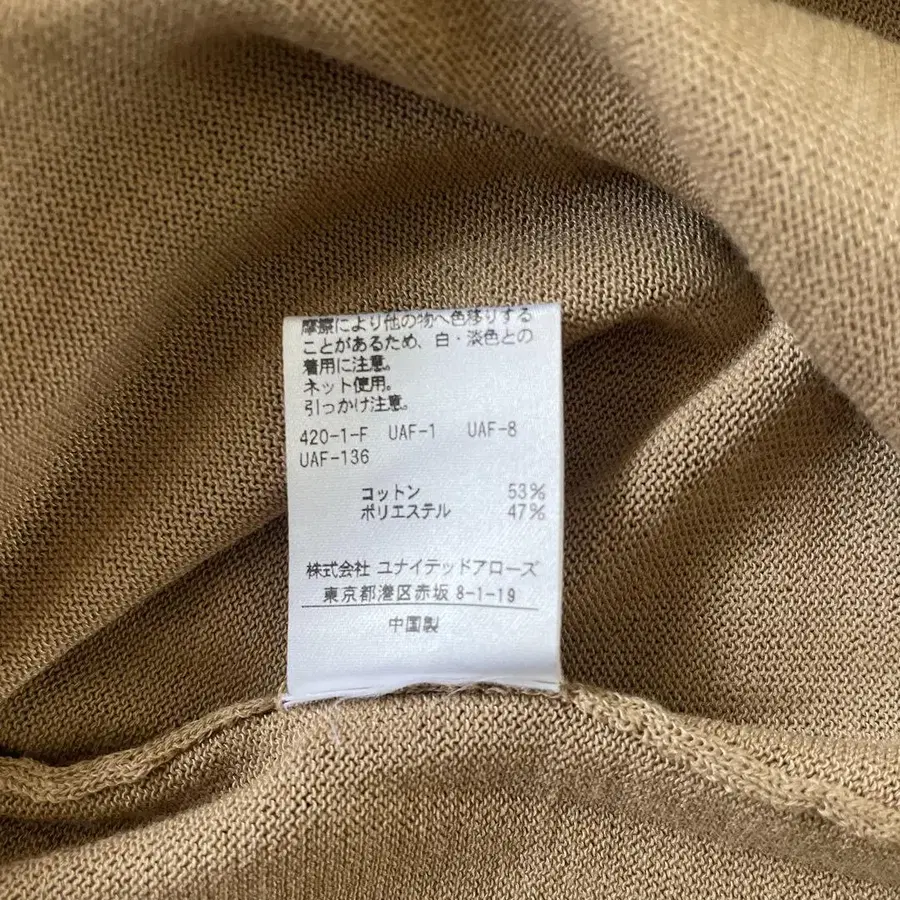 摩擦により他の物へ色移りする
ことがあるため、白・淡色との
着用に注意。
ネット使用。
引っかけ注意。
420-1-F UAF-1 UAF-8
UAF-136
コットン 53%
ポリエステル 47%
株式会社 ユナイテッドアローズ
東京都港区赤坂 8-1-19
中国製